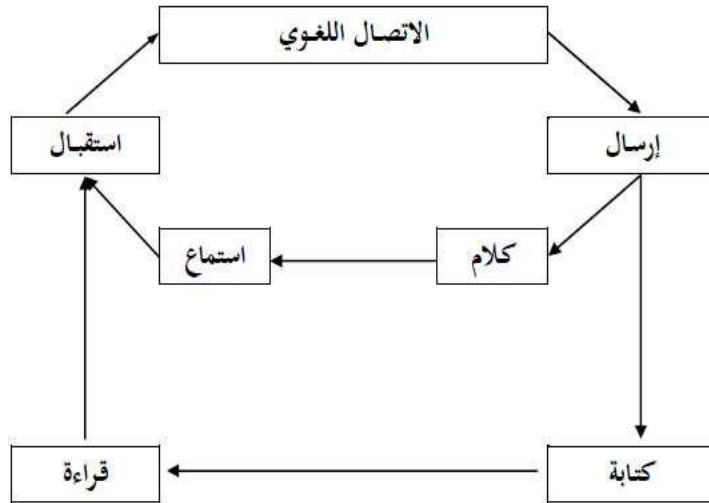 الاتصال اللغوي
إرسال
استقبال
كلام
استماع
كتابة
قراءة